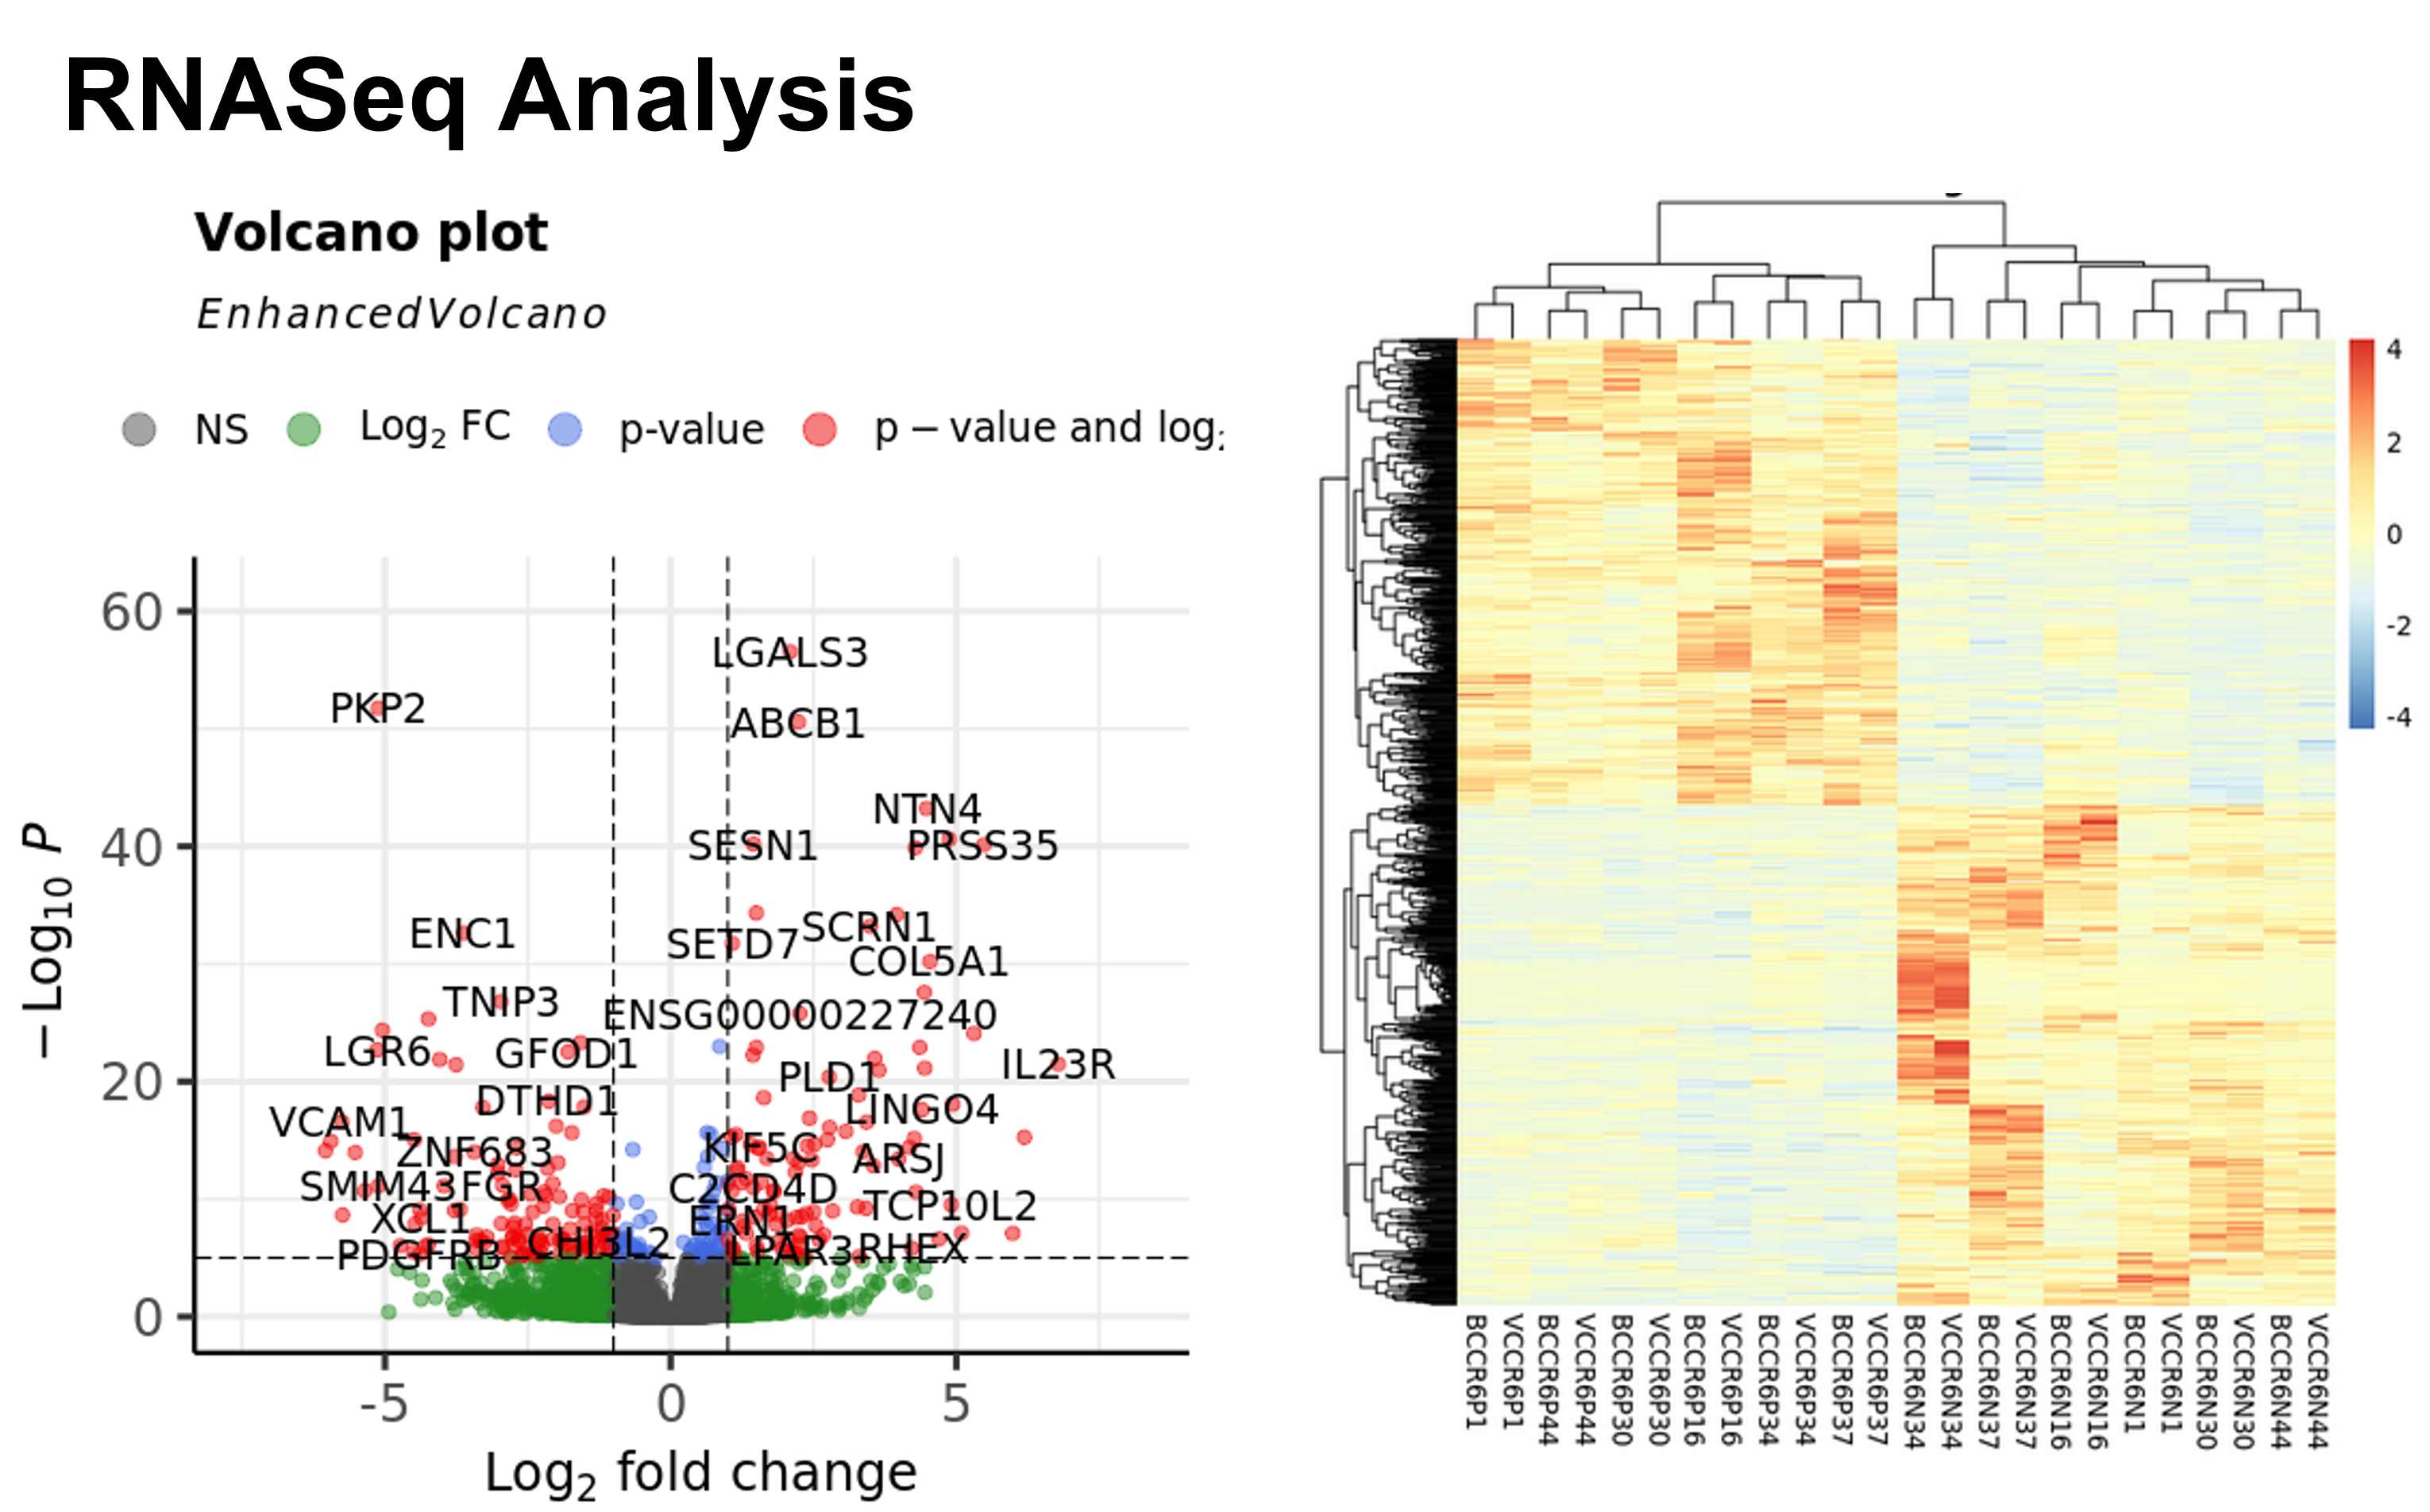 RNASeq Analysis
Volcano plot
EnhancedVolcano
NS
Log₂ FC
p-value
p − value and log₂
−Log₁₀ P
60
40
20
0
LGALS3
PKP2
ABCB1
NTN4
SESN1
PRSS35
ENC1
SCRN1
SETD7
COL5A1
TNIP3
ENSG00000227240
LGR6
GFOD1
IL23R
PLD1
DTHD1
LINGO4
VCAM1
ZNF683
KIF5C
ARSJ
SMIM43
FGR
C2CD4D
TCP10L2
XCL1
ERN1
CHI3L2
PDGFRB
LPAR3
RHEX
-5
0
5
Log₂ fold change
4
2
0
-2
-4
BCCR6P1
VCCR6P1
BCCR6P44
VCCR6P44
BCCR6P30
VCCR6P30
BCCR6P16
VCCR6P16
BCCR6P34
VCCR6P34
BCCR6P37
VCCR6P37
BCCR6N34
VCCR6N34
BCCR6N37
VCCR6N37
BCCR6N16
VCCR6N16
BCCR6N1
VCCR6N1
BCCR6N30
VCCR6N30
BCCR6N44
VCCR6N44